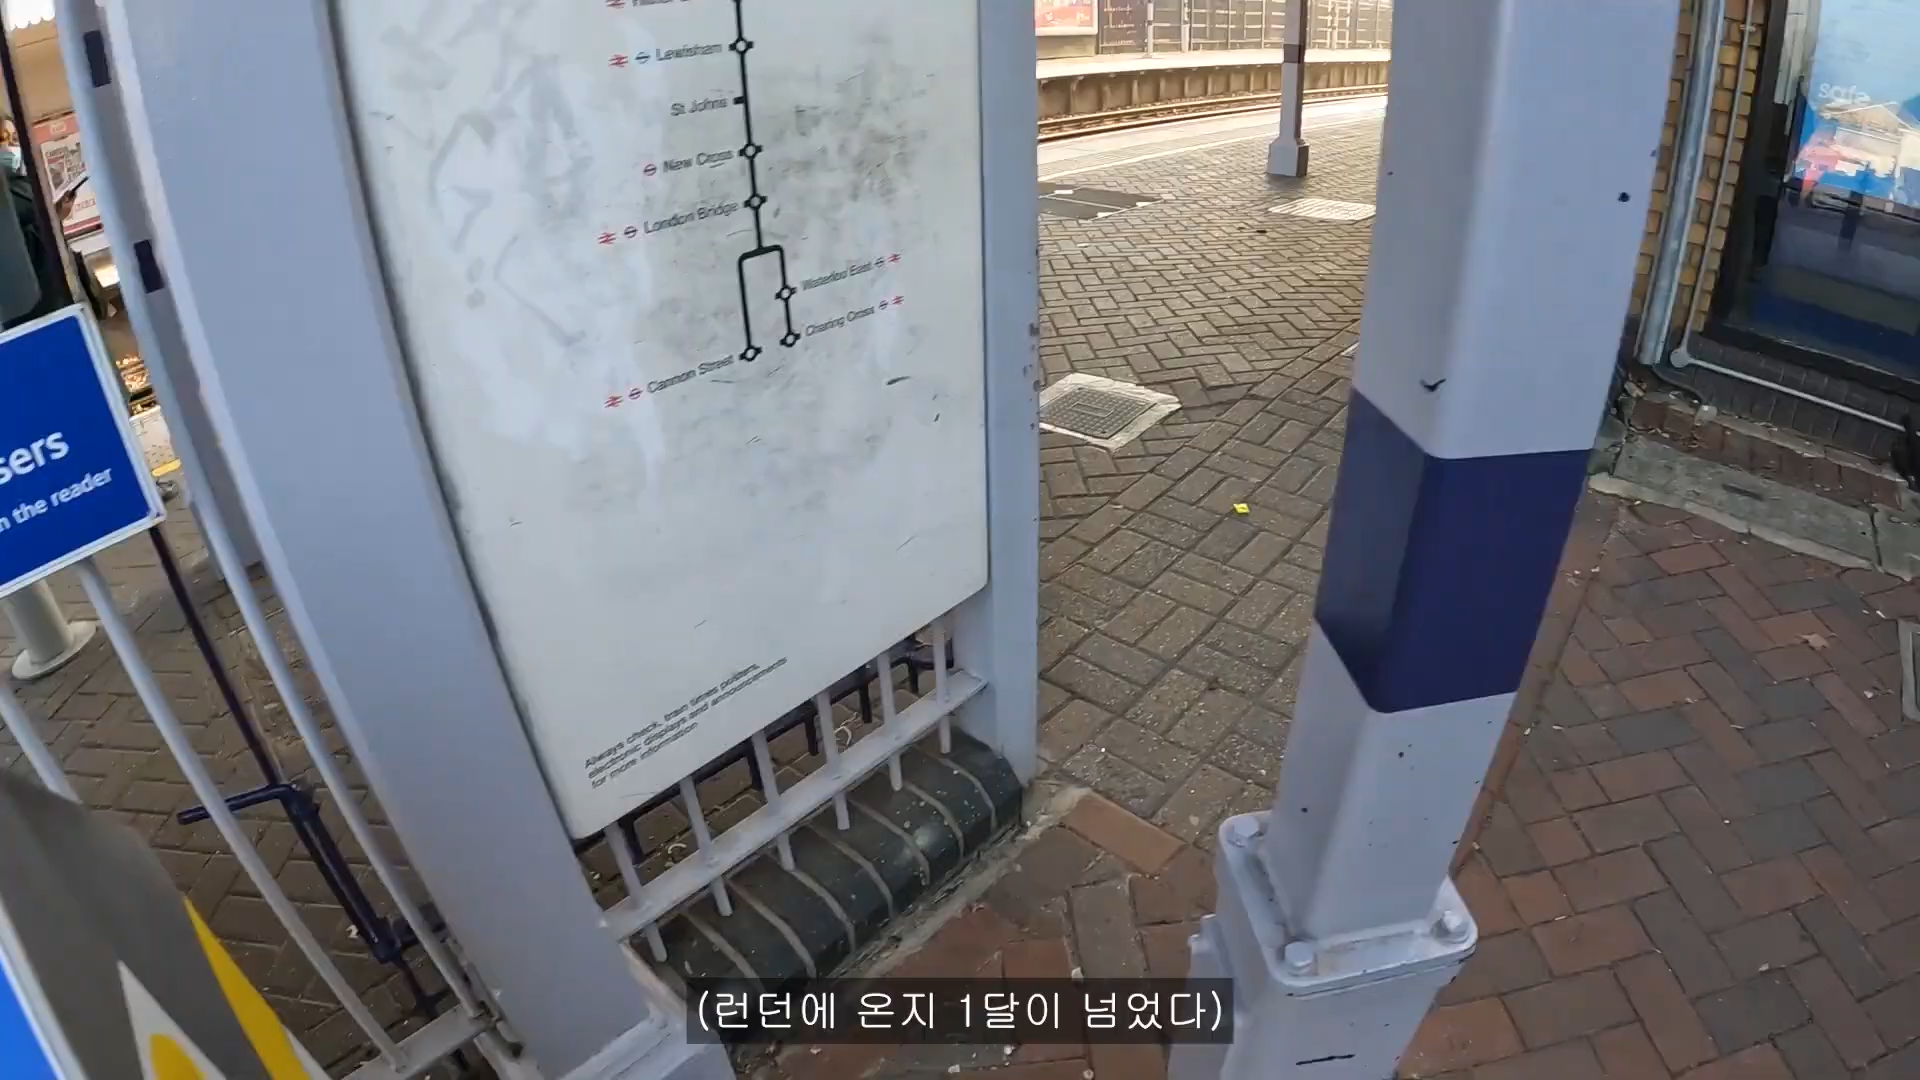 Lewisham
St Johns
New Cross
London Bridge
Waterloo East
Charing Cross
Cannon Street
sers
n the reader
safe
Always check, train times posters,
electronic displays and announcements
for more information
(런던에 온지 1달이 넘었다)